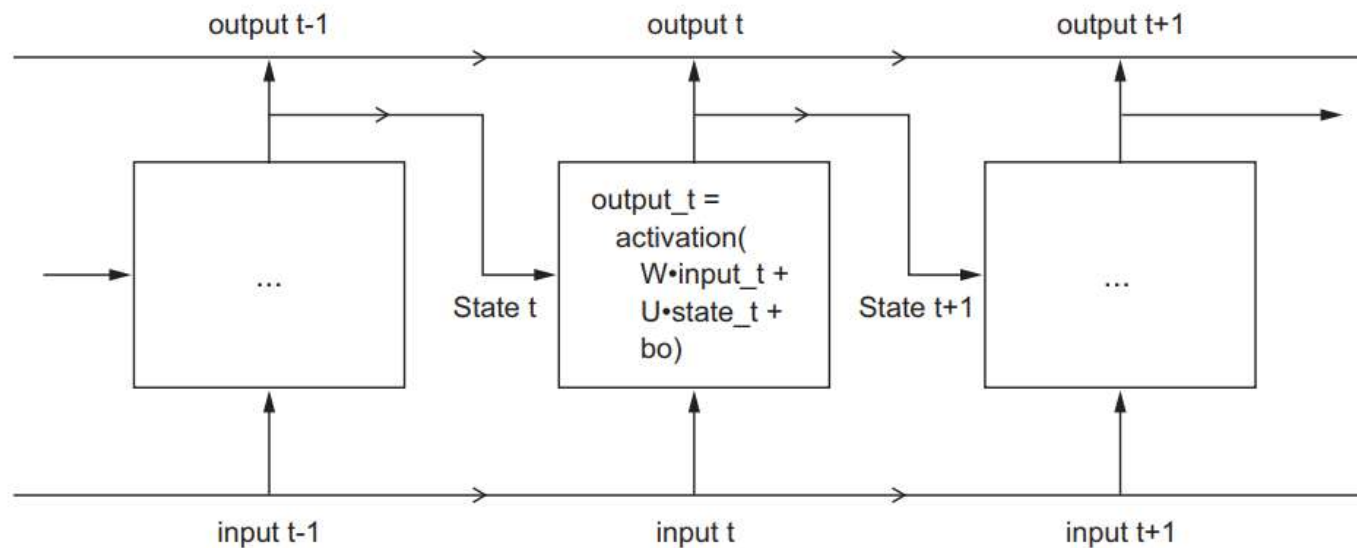 output t-1
output t
output t+1
output_t =
activation(
W•input_t +
U•state_t +
bo)
...
...
State t
State t+1
input t-1
input t
input t+1